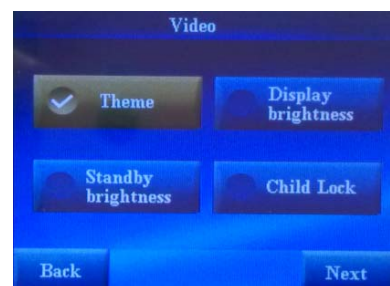 Video
Theme
Display
brightness
Standby
brightness
Child Lock
Back
Next